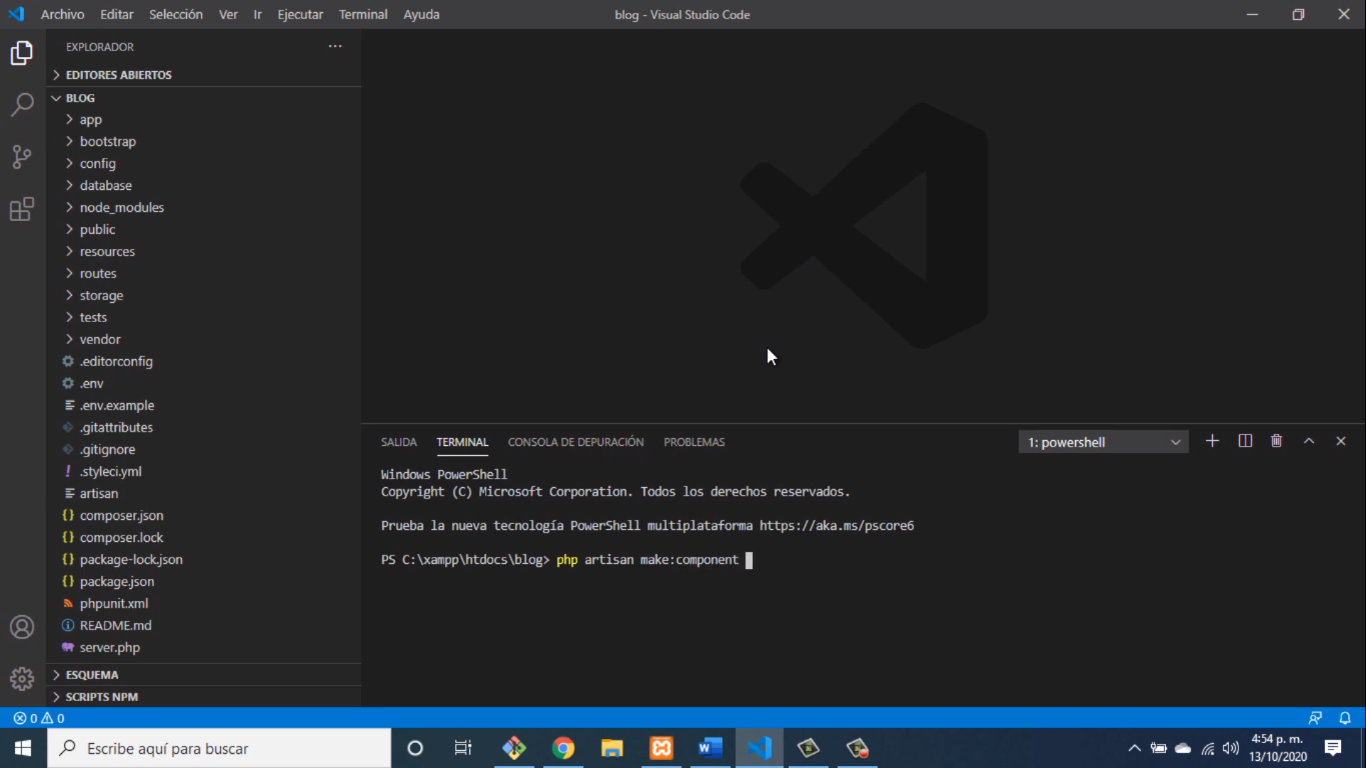 Archivo Editar Selección Ver Ir Ejecutar Terminal Ayuda
blog - Visual Studio Code
EXPLORADOR
EDITORES ABIERTOS
BLOG
app
bootstrap
config
database
node_modules
public
resources
routes
storage
tests
vendor
.editorconfig
.env
.env.example
.gitattributes
.gitignore
.styleci.yml
artisan
composer.json
composer.lock
package-lock.json
package.json
phpunit.xml
README.md
server.php
ESQUEMA
SCRIPTS NPM
SALIDA TERMINAL CONSOLA DE DEPURACIÓN PROBLEMAS
1: powershell
Windows PowerShell
Copyright (C) Microsoft Corporation. Todos los derechos reservados.
Prueba la nueva tecnología PowerShell multiplataforma https://aka.ms/pscore6
PS C:\xampp\htdocs\blog> php artisan make:component
0 0
Escribe aquí para buscar
4:54 p. m.
13/10/2020